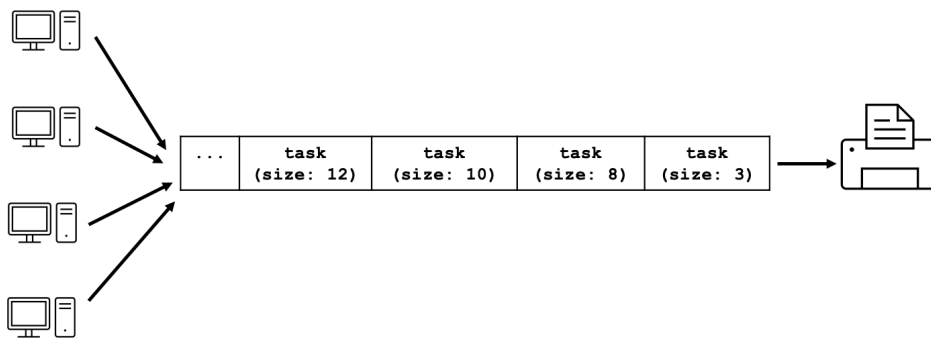 ...
task
(size: 12)
task
(size: 10)
task
(size: 8)
task
(size: 3)